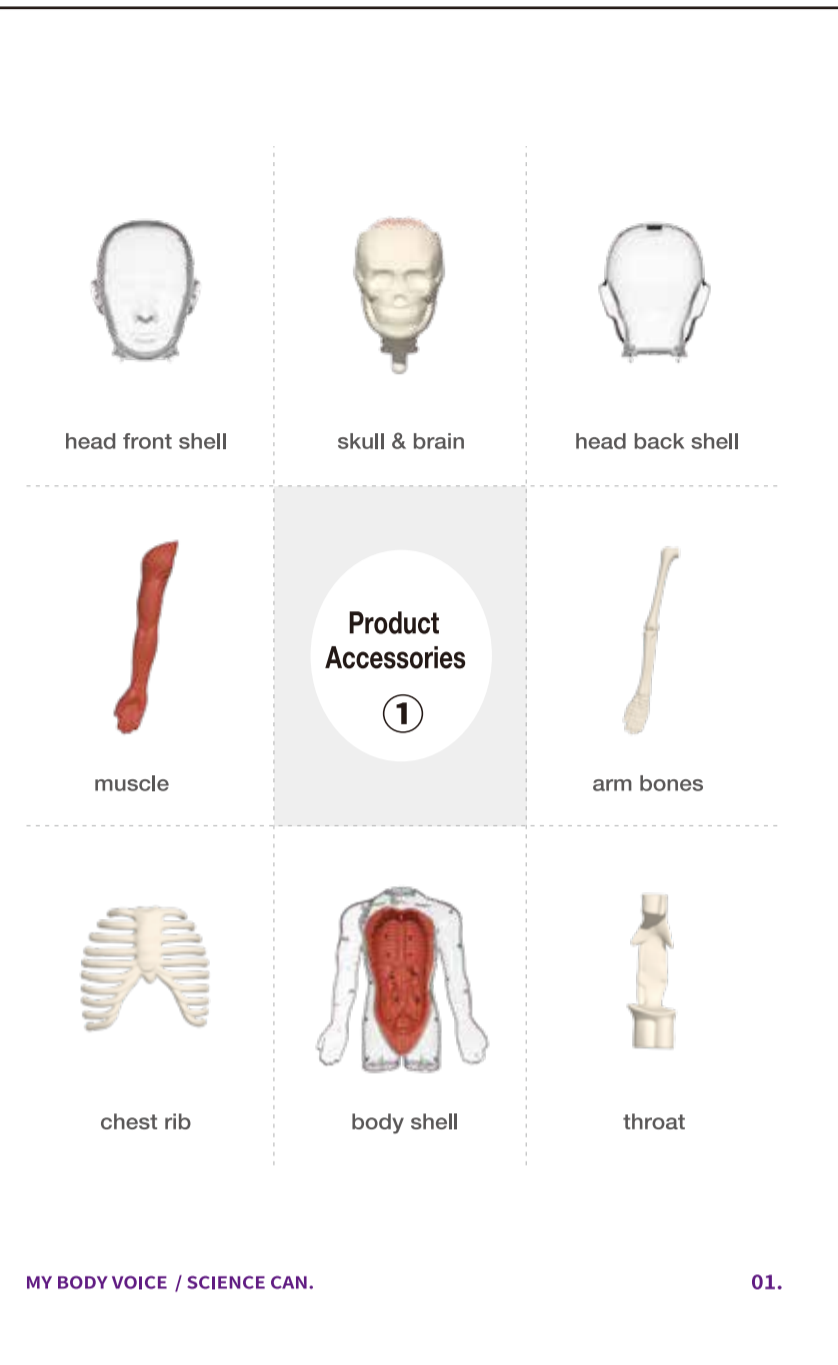 head front shell
skull & brain
head back shell
muscle
Product
Accessories
①
arm bones
chest rib
body shell
throat
MY BODY VOICE / SCIENCE CAN.
01.